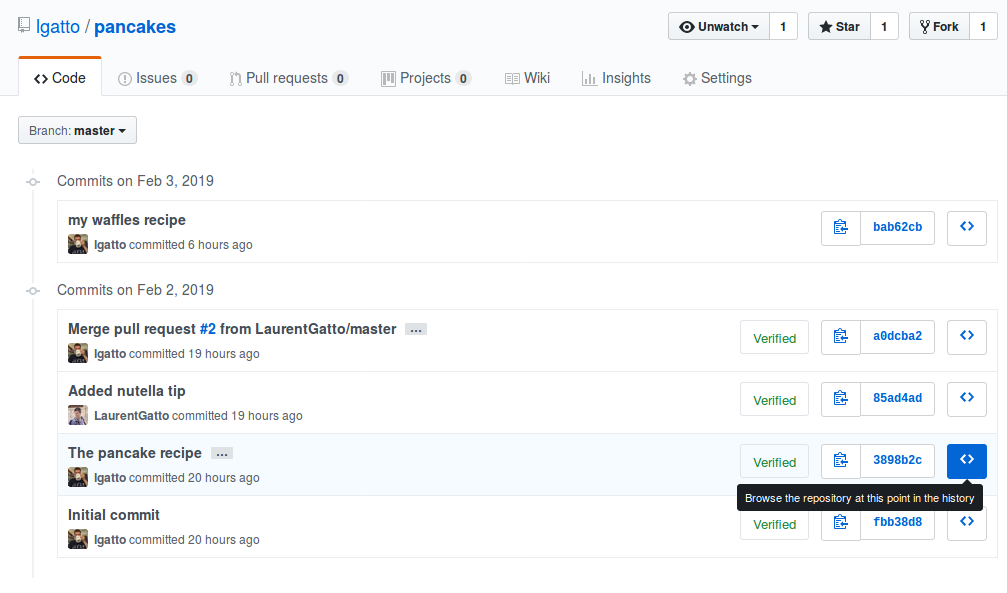 lgatto / pancakes
Unwatch 1 Star 1 Fork 1
Code Issues 0 Pull requests 0 Projects 0 Wiki Insights Settings
Branch: master
Commits on Feb 3, 2019
my waffles recipe
lgatto committed 6 hours ago
bab62cb
Commits on Feb 2, 2019
Merge pull request #2 from LaurentGatto/master …
lgatto committed 19 hours ago
Verified a0dcba2
Added nutella tip
LaurentGatto committed 19 hours ago
Verified 85ad4ad
The pancake recipe …
lgatto committed 20 hours ago
Verified 3898b2c
Browse the repository at this point in the history
Initial commit
lgatto committed 20 hours ago
Verified fbb38d8